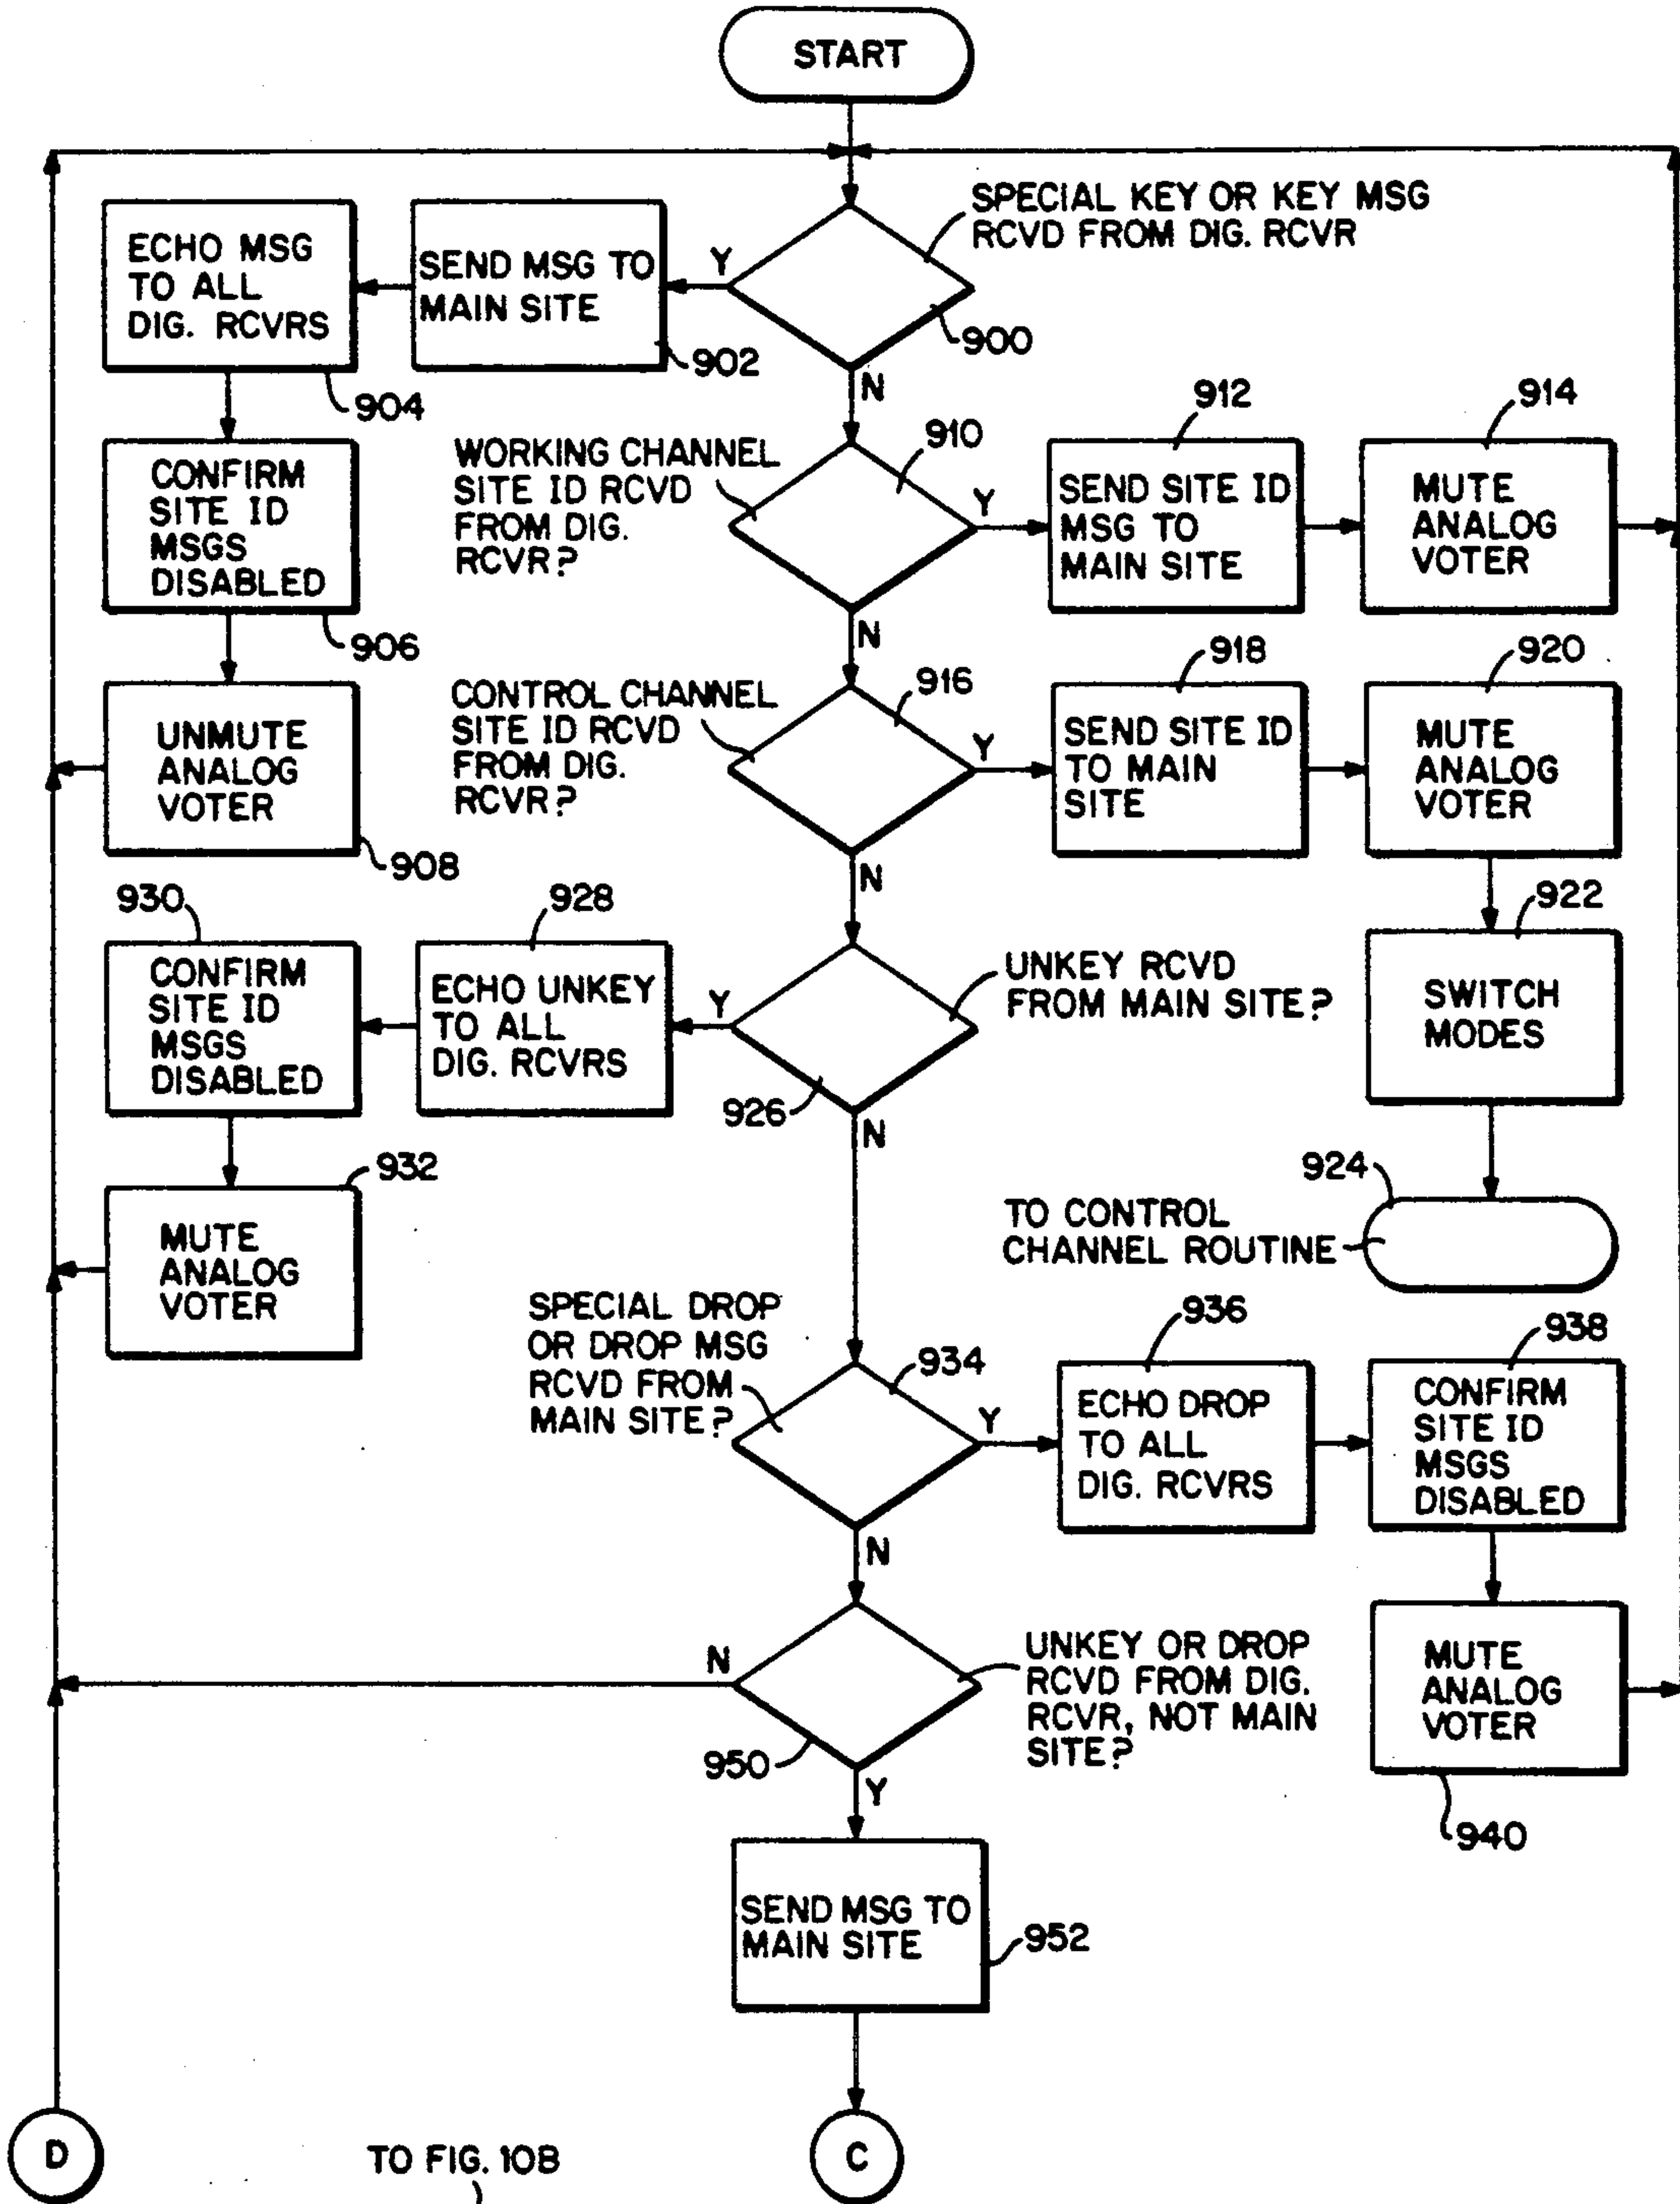 START
SPECIAL KEY OR KEY MSG
RCVD FROM DIG. RCVR
ECHO MSG
TO ALL
DIG. RCVRS
SEND MSG TO
MAIN SITE
Y
900
902
904
N
CONFIRM
SITE ID
MSGS
DISABLED
906
WORKING CHANNEL
SITE ID RCVD
FROM DIG.
RCVR?
910
Y
912
SEND SITE ID
MSG TO
MAIN SITE
914
MUTE
ANALOG
VOTER
N
UNMUTE
ANALOG
VOTER
908
CONTROL CHANNEL
SITE ID RCVD
FROM DIG.
RCVR?
916
Y
918
SEND SITE ID
TO MAIN
SITE
920
MUTE
ANALOG
VOTER
N
922
SWITCH
MODES
930
CONFIRM
SITE ID
MSGS
DISABLED
928
ECHO UNKEY
TO ALL
DIG. RCVRS
Y
UNKEY RCVD
FROM MAIN SITE?
926
N
932
MUTE
ANALOG
VOTER
924
TO CONTROL
CHANNEL ROUTINE
SPECIAL DROP
OR DROP MSG
RCVD FROM
MAIN SITE?
934
Y
936
ECHO DROP
TO ALL
DIG. RCVRS
938
CONFIRM
SITE ID
MSGS
DISABLED
N
N
UNKEY OR DROP
RCVD FROM DIG.
RCVR, NOT MAIN
SITE?
950
MUTE
ANALOG
VOTER
940
Y
SEND MSG TO
MAIN SITE
952
D
TO FIG. 10B
C